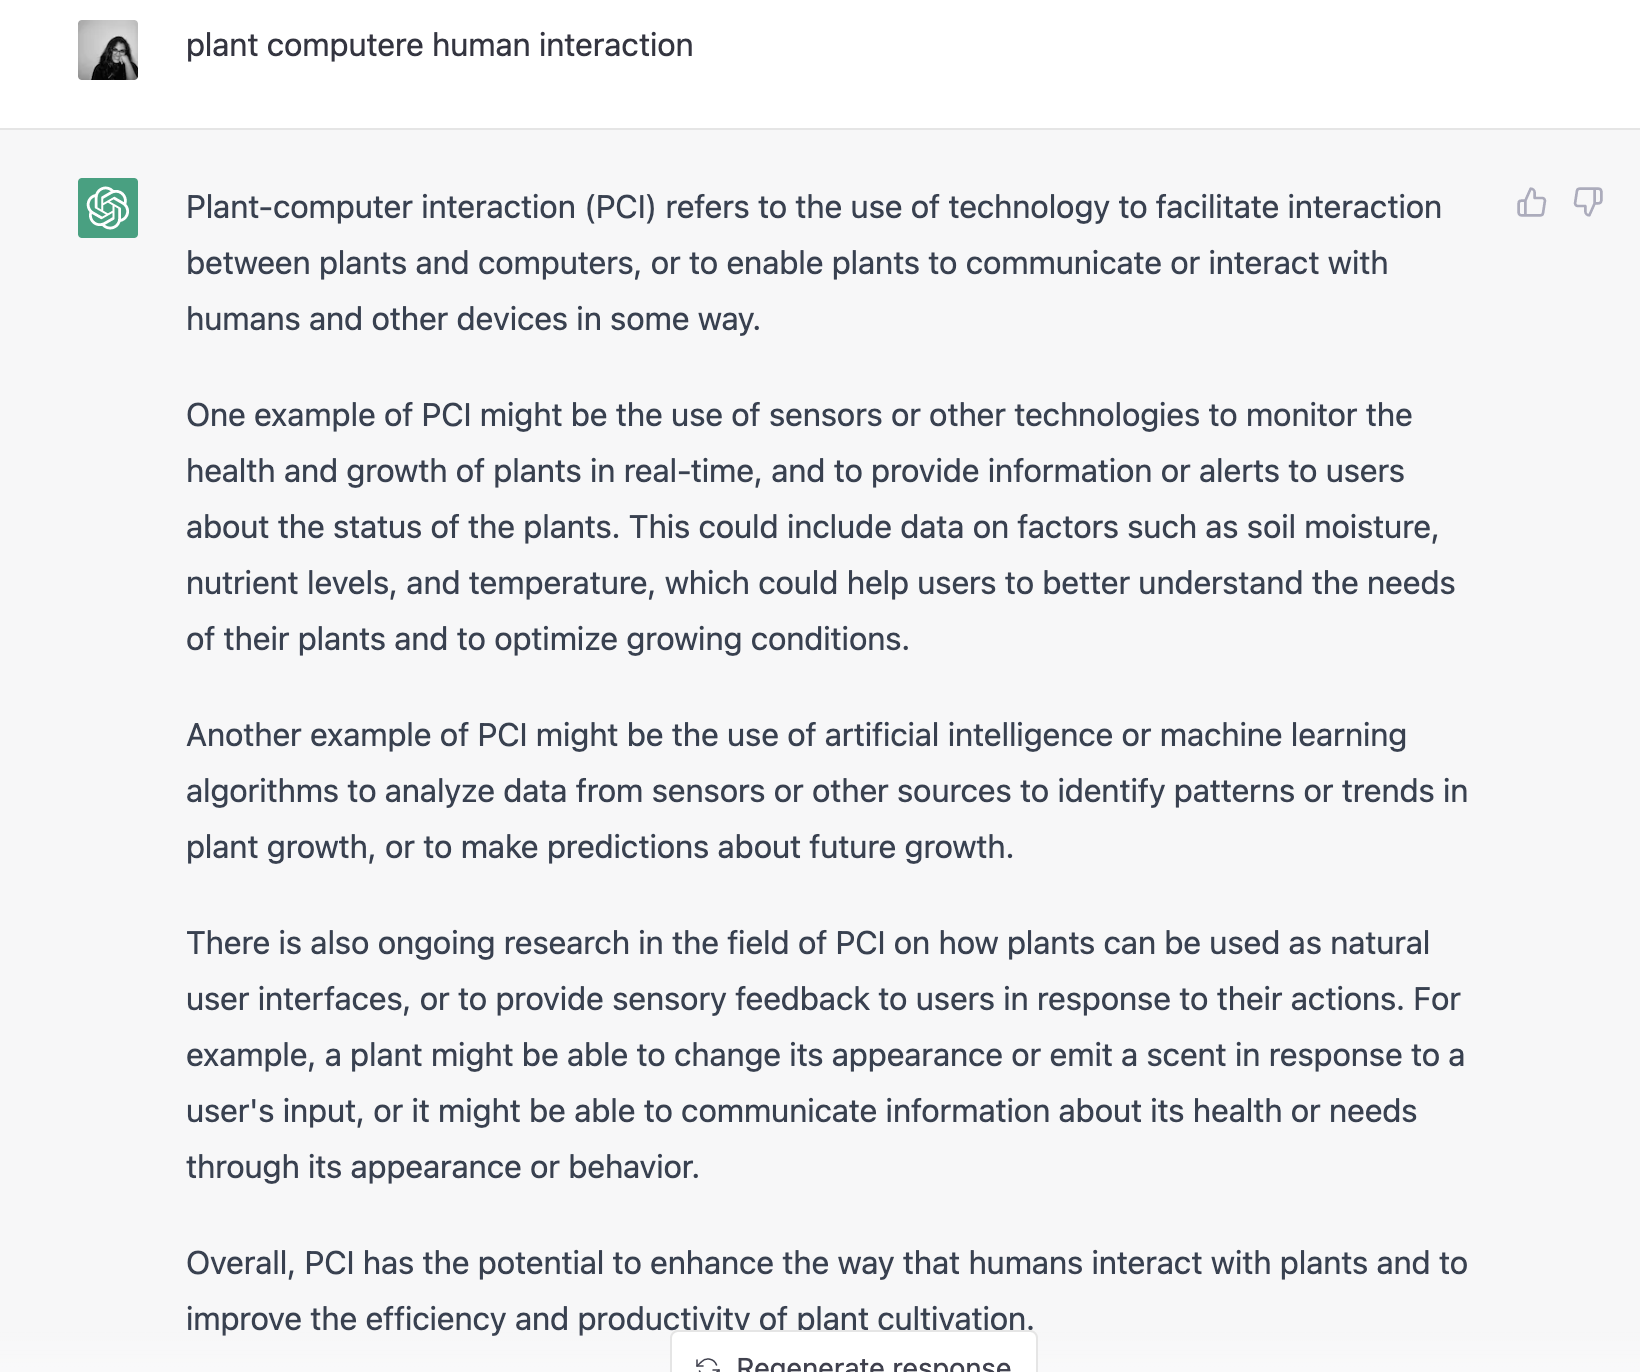 plant computere human interaction
Plant-computer interaction (PCI) refers to the use of technology to facilitate interaction
between plants and computers, or to enable plants to communicate or interact with
humans and other devices in some way.
One example of PCI might be the use of sensors or other technologies to monitor the
health and growth of plants in real-time, and to provide information or alerts to users
about the status of the plants. This could include data on factors such as soil moisture,
nutrient levels, and temperature, which could help users to better understand the needs
of their plants and to optimize growing conditions.
Another example of PCI might be the use of artificial intelligence or machine learning
algorithms to analyze data from sensors or other sources to identify patterns or trends in
plant growth, or to make predictions about future growth.
There is also ongoing research in the field of PCI on how plants can be used as natural
user interfaces, or to provide sensory feedback to users in response to their actions. For
example, a plant might be able to change its appearance or emit a scent in response to a
user's input, or it might be able to communicate information about its health or needs
through its appearance or behavior.
Overall, PCI has the potential to enhance the way that humans interact with plants and to
improve the efficiency and productivity of plant cultivation.
Regenerate response